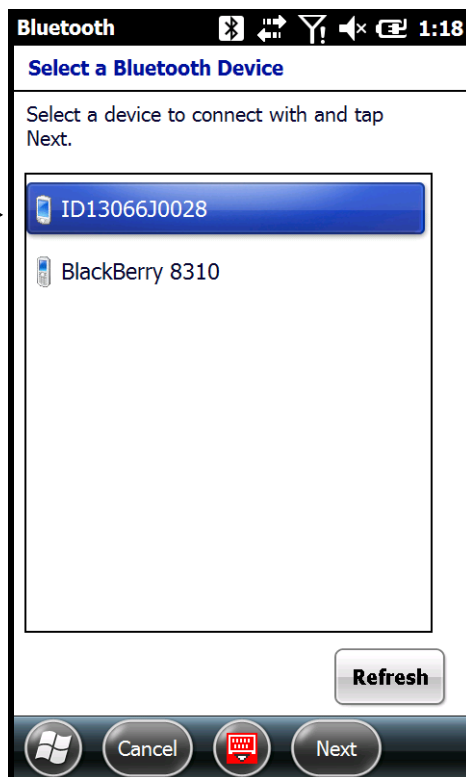 Bluetooth 1:18
Select a Bluetooth Device
Select a device to connect with and tap
Next.
ID13066J0028
BlackBerry 8310
Refresh
Cancel Next